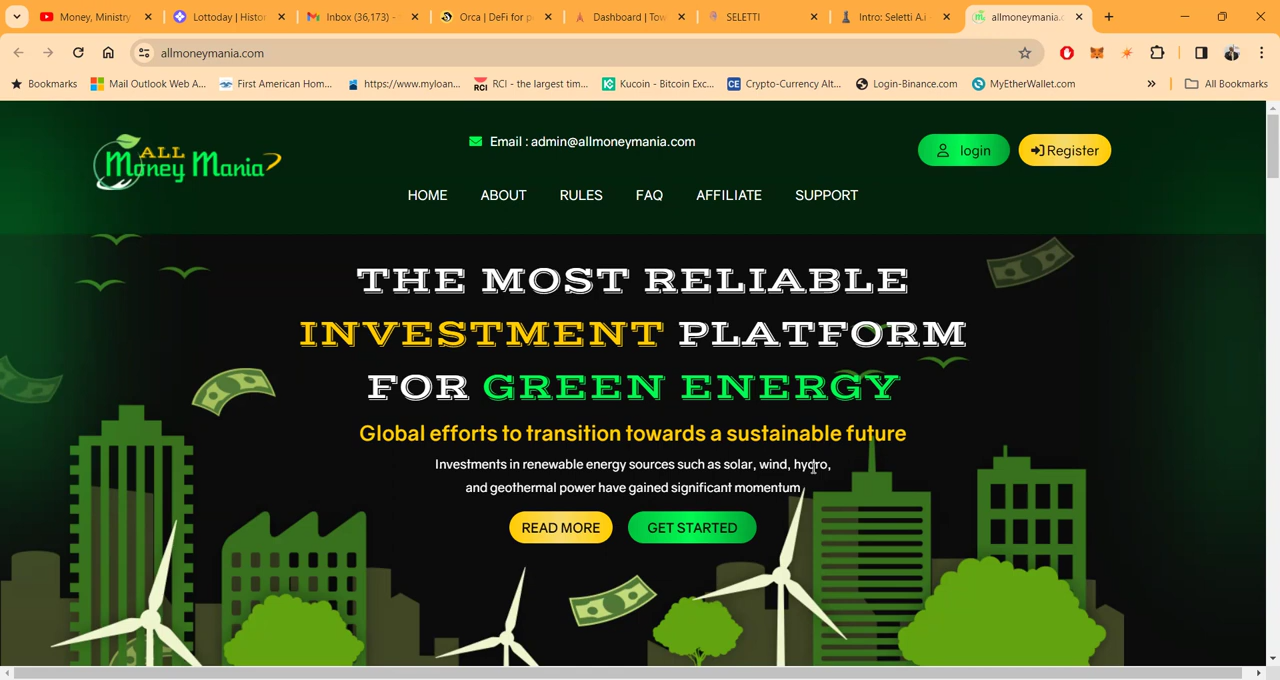 Money, Ministry
Lottoday | Histor
Inbox (36,173) -
Orca | DeFi for p
Dashboard | Tow
SELETTI
Intro: Seletti A.i
allmoneymania.c
allmoneymania.com
Bookmarks
Mail Outlook Web A...
First American Hom...
https://www.myloan...
RCI - the largest tim...
Kucoin - Bitcoin Exc...
Crypto-Currency Alt...
Login-Binance.com
MyEtherWallet.com
All Bookmarks
ALL
Money Mania
Email : admin@allmoneymania.com
login
Register
HOME
ABOUT
RULES
FAQ
AFFILIATE
SUPPORT
THE MOST RELIABLE
INVESTMENT PLATFORM
FOR GREEN ENERGY
Global efforts to transition towards a sustainable future
Investments in renewable energy sources such as solar, wind, hydro,
and geothermal power have gained significant momentum
READ MORE
GET STARTED